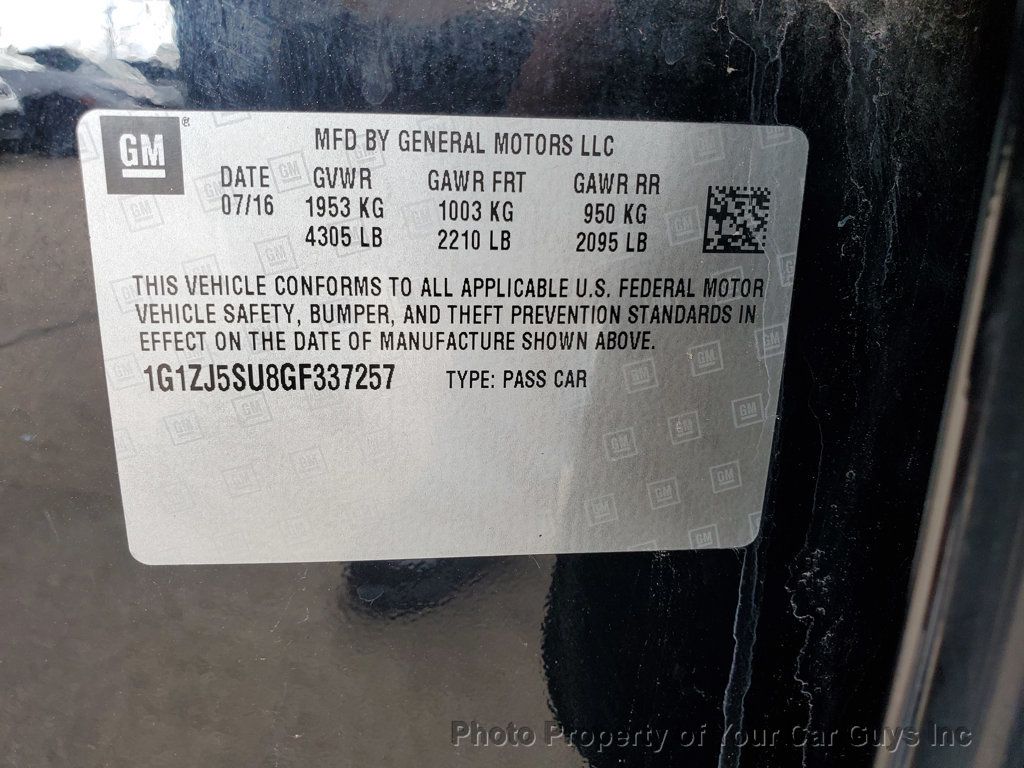 GM ®
MFD BY GENERAL MOTORS LLC
DATE GVWR GAWR FRT GAWR RR
07/16 1953 KG 1003 KG 950 KG
4305 LB 2210 LB 2095 LB
THIS VEHICLE CONFORMS TO ALL APPLICABLE U.S. FEDERAL MOTOR
VEHICLE SAFETY, BUMPER, AND THEFT PREVENTION STANDARDS IN
EFFECT ON THE DATE OF MANUFACTURE SHOWN ABOVE.
1G1ZJ5SU8GF337257 TYPE: PASS CAR
Photo Property of Your Car Guys Inc